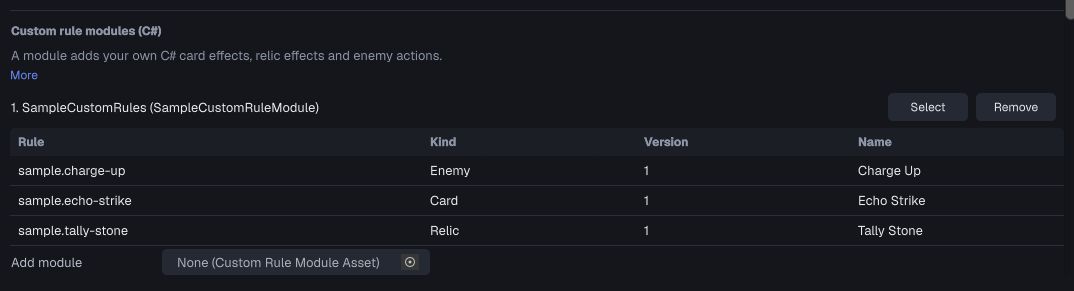 Custom rule modules (C#)
A module adds your own C# card effects, relic effects and enemy actions.
More
1. SampleCustomRules (SampleCustomRuleModule) Select Remove
Rule Kind Version Name
sample.charge-up Enemy 1 Charge Up
sample.echo-strike Card 1 Echo Strike
sample.tally-stone Relic 1 Tally Stone
Add module None (Custom Rule Module Asset)